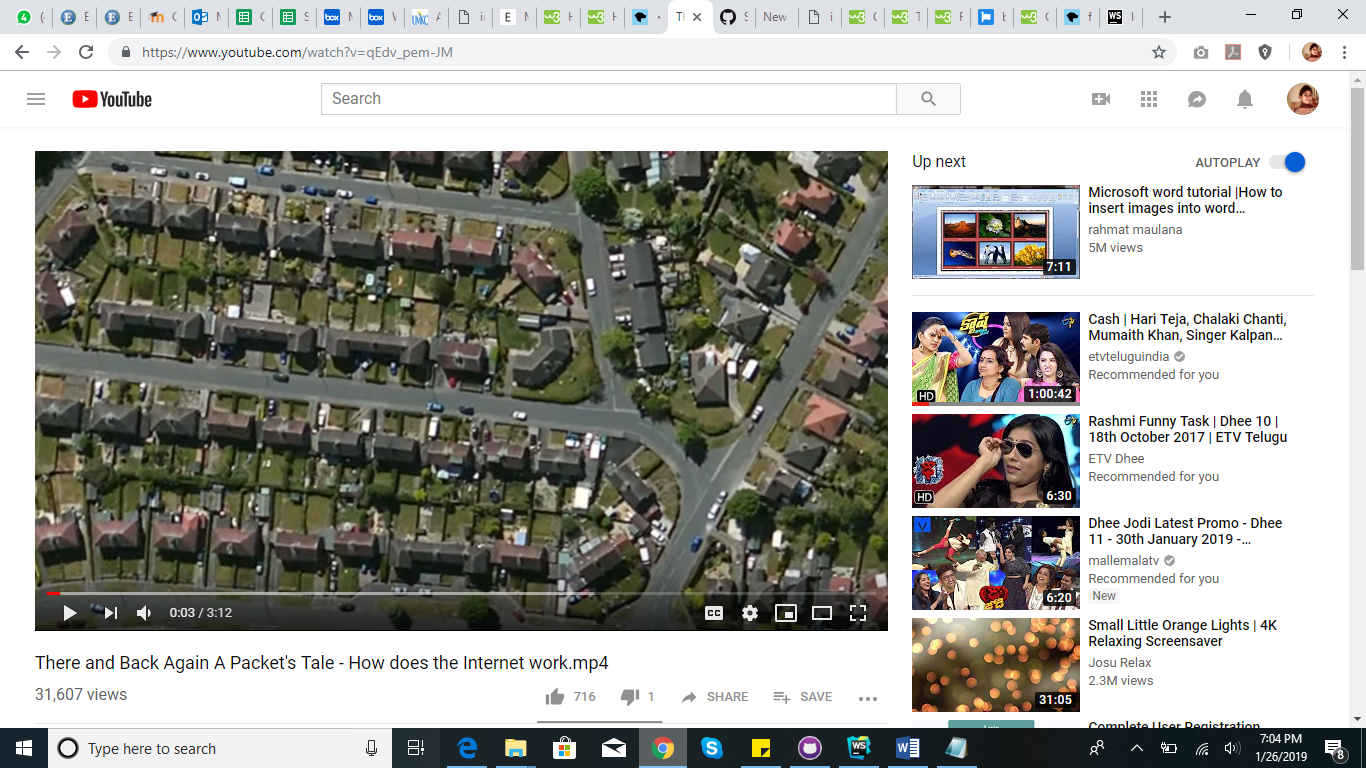 4
Th
New
https://www.youtube.com/watch?v=qEdv_pem-JM
YouTube
Search
Up next
AUTOPLAY
Microsoft word tutorial |How to
insert images into word…
rahmat maulana
5M views
7:11
Cash | Hari Teja, Chalaki Chanti,
Mumaith Khan, Singer Kalpan…
etvteluguindia
Recommended for you
HD
1:00:42
Rashmi Funny Task | Dhee 10 |
18th October 2017 | ETV Telugu
ETV Dhee
Recommended for you
HD
6:30
Dhee Jodi Latest Promo - Dhee
11 - 30th January 2019 -…
mallemalatv
Recommended for you
New
6:20
Small Little Orange Lights | 4K
Relaxing Screensaver
Josu Relax
2.3M views
31:05
Complete User Registration
0:03 / 3:12
CC
There and Back Again A Packet's Tale - How does the Internet work.mp4
31,607 views
716
1
SHARE
SAVE
Type here to search
7:04 PM
1/26/2019
8